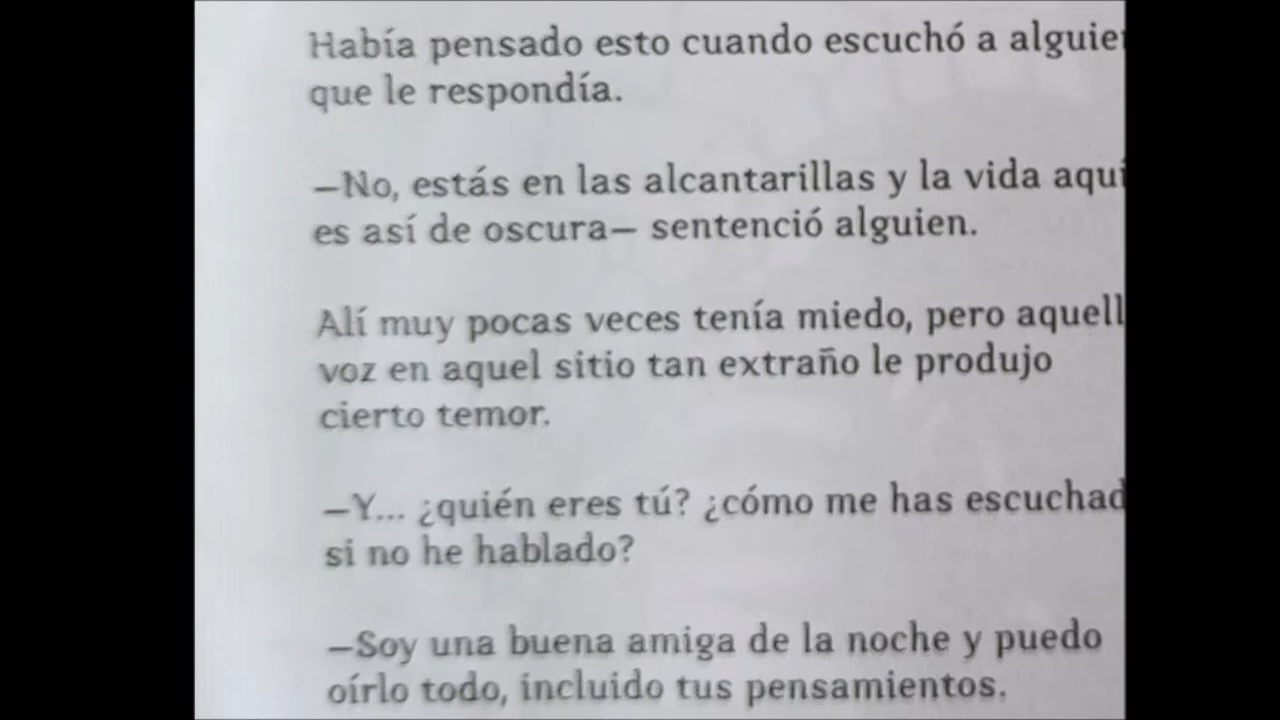 Había pensado esto cuando escuchó a alguie
que le respondía.
—No, estás en las alcantarillas y la vida aquí
es así de oscura— sentenció alguien.
Alí muy pocas veces tenía miedo, pero aquell
voz en aquel sitio tan extraño le produjo
cierto temor.
—Y... ¿quién eres tú? ¿cómo me has escuchad
si no he hablado?
—Soy una buena amiga de la noche y puedo
oírlo todo, incluido tus pensamientos.